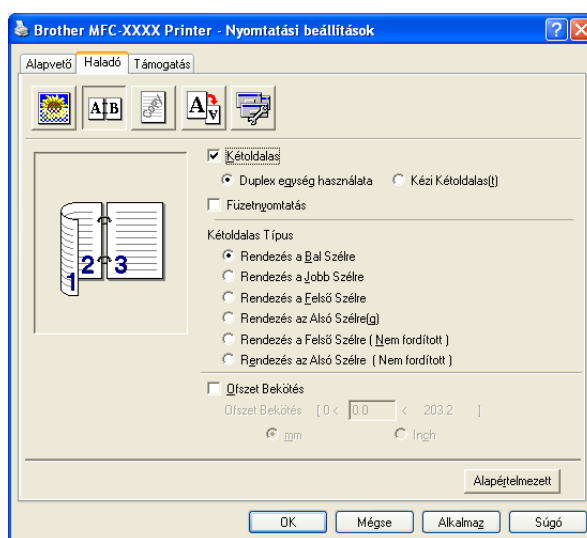 Brother MFC-XXXX Printer - Nyomtatási beállítások
Alapvető Haladó Támogatás
A B
A A
Kétoldalas
Duplex egység használata Kézi Kétoldalas(t)
Füzetnyomtatás
1 2 3
Kétoldalas Típus
Rendezés a Bal Szélre
Rendezés a Jobb Szélre
Rendezés a Felső Szélre
Rendezés az Alsó Szélre(g)
Rendezés a Felső Szélre ( Nem fordított )
Rendezés az Alsó Szélre ( Nem fordított )
Ofszet Bekötés
Ofszet Bekötés [ 0 < 0.0 < 203.2 ]
mm Inch
Alapértelmezett
OK Mégse Alkalmaz Súgó